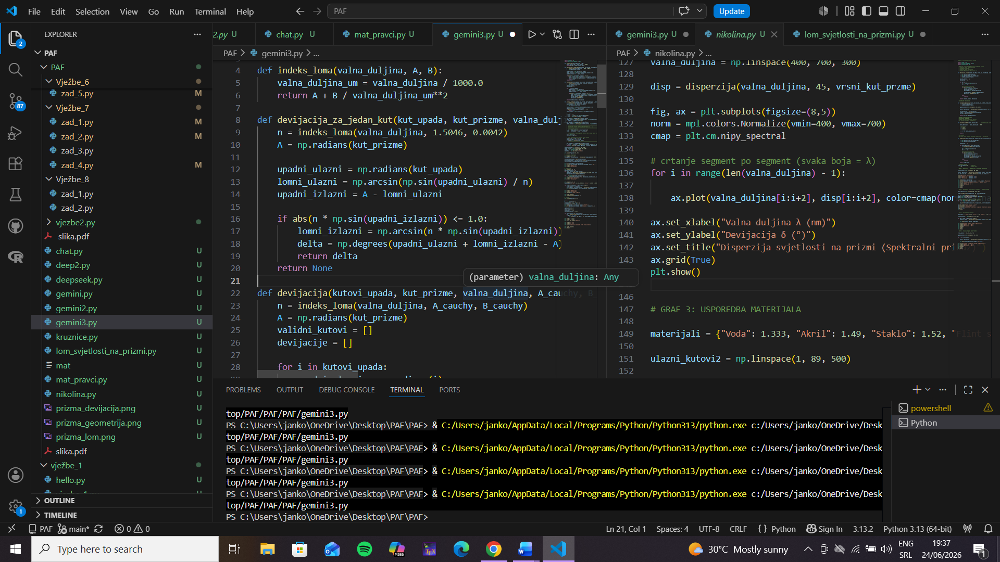 File Edit Selection View Go Run Terminal Help
PAF
Update
EXPLORER
PAF
PAF
Vježbe_6
zad_5.py M
Vježbe_7
zad_1.py M
zad_2.py M
zad_3.py
zad_4.py M
Vježbe_8
zad_1.py
zad_2.py
vjezbe2.py
slika.pdf
chat.py U
deep2.py U
deepseek.py U
gemini.py U
gemini2.py U
gemini3.py U
kruznice.py U
lom_svjetlosti_na_prizmi.py U
mat U
mat_pravci.py U
nikolina.py U
prizma_devijacija.png U
prizma_geometrija.png U
prizma_lom.png U
slika.pdf
vježbe_1
hello.py U
OUTLINE
TIMELINE
2
87
1
2.py U
chat.py U
mat_pravci.py U
gemini3.py U
PAF > gemini3.py > ...
4 def indeks_loma(valna_duljina, A, B):
5 valna_duljina_um = valna_duljina / 1000.0
6 return A + B / valna_duljina_um**2
7
8 def devijacija_za_jedan_kut(kut_upada, kut_prizme, valna_dulj
9 n = indeks_loma(valna_duljina, 1.5046, 0.0042)
10 A = np.radians(kut_prizme)
11
12 upadni_ulazni = np.radians(kut_upada)
13 lomni_ulazni = np.arcsin(np.sin(upadni_ulazni) / n)
14 upadni_izlazni = A - lomni_ulazni
15
16 if abs(n * np.sin(upadni_izlazni)) <= 1.0:
17 lomni_izlazni = np.arcsin(n * np.sin(upadni_izlazni))
18 delta = np.degrees(upadni_ulazni + lomni_izlazni - A)
19 return delta
20 return None
21
(parameter) valna_duljina: Any
22 def devijacija(kutovi_upada, kut_prizme, valna_duljina, A_cauchy, B_
23 n = indeks_loma(valna_duljina, A_cauchy, B_cauchy)
24 A = np.radians(kut_prizme)
25 validni_kutovi = []
26 devijacije = []
27
28 for i in kutovi_upada:
gemini3.py U
nikolina.py U
lom_svjetlosti_na_prizmi.py U
PAF > nikolina.py > ...
127 valna_duljina = np.linspace(400, 700, 300)
128
129 disp = disperzija(valna_duljina, 45, vrsni_kut_przme)
130
131 fig, ax = plt.subplots(figsize=(8,5))
132 norm = mpl.colors.Normalize(vmin=400, vmax=700)
133 cmap = plt.cm.nipy_spectral
134
135 # crtanje segment po segment (svaka boja = λ)
136 for i in range(len(valna_duljina) - 1):
137
138 ax.plot(valna_duljina[i:i+2], disp[i:i+2], color=cmap(nor
139
140 ax.set_xlabel("Valna duljina λ (nm)")
141 ax.set_ylabel("Devijacija δ (°)")
142 ax.set_title("Disperzija svjetlosti na prizmi (Spektralni prikaz)")
143 ax.grid(True)
plt.show()
146
147 # GRAF 3: USPOREDBA MATERIJALA
148
149 materijali = {"Voda": 1.333, "Akril": 1.49, "Staklo": 1.52, "Flint s
150
151 ulazni_kutovi2 = np.linspace(1, 89, 500)
152
PROBLEMS OUTPUT DEBUG CONSOLE TERMINAL PORTS
top/PAF/PAF/PAF/gemini3.py
PS C:\Users\janko\OneDrive\Desktop\PAF\PAF> & C:/Users/janko/AppData/Local/Programs/Python/Python313/python.exe c:/Users/janko/OneDrive/Desk
top/PAF/PAF/PAF/gemini3.py
PS C:\Users\janko\OneDrive\Desktop\PAF\PAF> & C:/Users/janko/AppData/Local/Programs/Python/Python313/python.exe c:/Users/janko/OneDrive/Desk
top/PAF/PAF/PAF/gemini3.py
PS C:\Users\janko\OneDrive\Desktop\PAF\PAF> & C:/Users/janko/AppData/Local/Programs/Python/Python313/python.exe c:/Users/janko/OneDrive/Desk
top/PAF/PAF/PAF/gemini3.py
PS C:\Users\janko\OneDrive\Desktop\PAF\PAF> & C:/Users/janko/AppData/Local/Programs/Python/Python313/python.exe c:/Users/janko/OneDrive/Desk
top/PAF/PAF/PAF/gemini3.py
PS C:\Users\janko\OneDrive\Desktop\PAF\PAF>
powershell
Python
PAF main* 0 0
Ln 21, Col 1 Spaces: 4 UTF-8 CRLF {} Python Sign In 3.13.2 Python 3.13 (64-bit)
Type here to search
M365
TEX
30°C Mostly sunny
ENG
SRL
19:37
24/06/2026
1